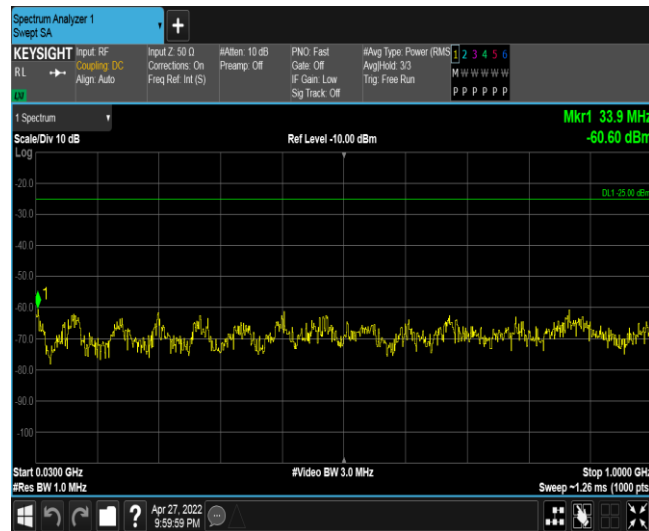 Spectrum Analyzer 1
Swept SA
+
KEYSIGHT
RL
Input: RF
Coupling: DC
Align: Auto
Input Z: 50 Ω
Corrections: On
Freq Ref: Int (S)
#Atten: 10 dB
Preamp: Off
PNO: Fast
Gate: Off
IF Gain: Low
Sig Track: Off
#Avg Type: Power (RMS
Avg|Hold: 3/3
Trig: Free Run
1 2 3 4 5 6
M W W W W W
P P P P P P
1 Spectrum
Scale/Div 10 dB
Ref Level -10.00 dBm
Mkr1 33.9 MHz
-60.60 dBm
Log
DL1 -25.00 dBm
-20.0
-30.0
-40.0
-50.0
1
-60.0
-70.0
-80.0
-90.0
-100
Start 0.0300 GHz
#Res BW 1.0 MHz
#Video BW 3.0 MHz
Stop 1.0000 GHz
Sweep ~1.26 ms (1000 pts
?
Apr 27, 2022
9:59:59 PM